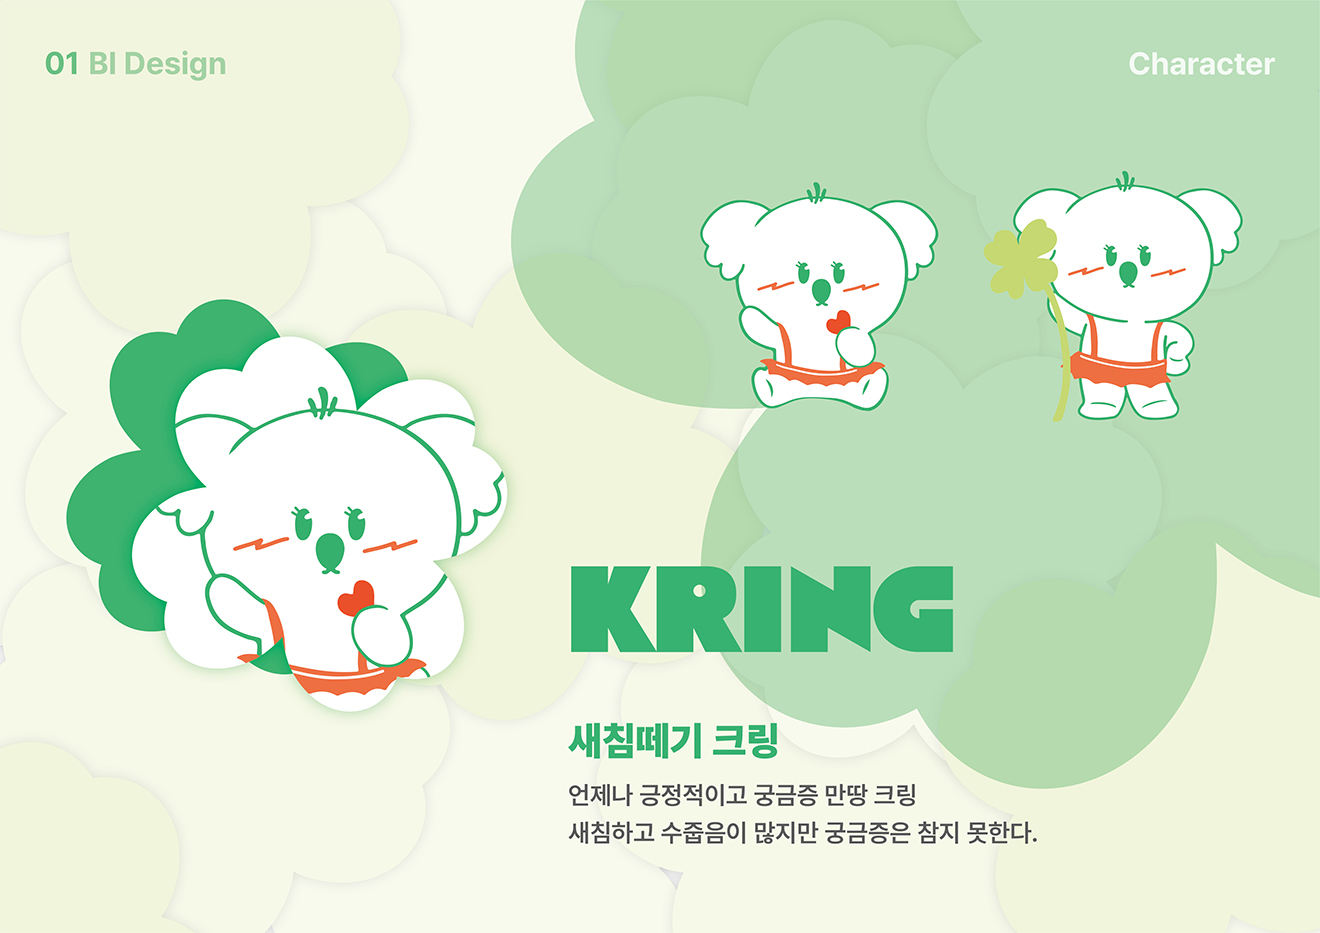 01 BI Design
Character
KRING
새침떼기 크링
언제나 긍정적이고 궁금증 만땅 크링
새침하고 수줍음이 많지만 궁금증은 참지 못한다.